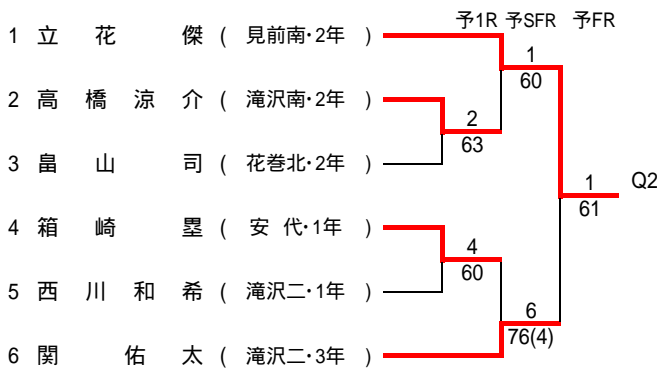 予1R 予SFR 予FR
1 立花 傑 ( 見前南・2年 )
1
60
2 高橋 涼介 ( 滝沢南・2年 )
2
63
3 畠山 司 ( 花巻北・2年 )
1 Q2
61
4 箱崎 塁 ( 安代・1年 )
4
60
5 西川 和希 ( 滝沢二・1年 )
6
76(4)
6 関 佑太 ( 滝沢二・3年 )